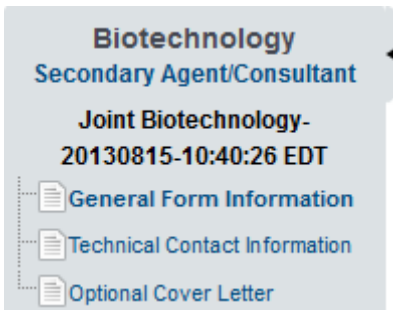 Biotechnology
Secondary Agent/Consultant
Joint Biotechnology-
20130815-10:40:26 EDT
General Form Information
Technical Contact Information
Optional Cover Letter